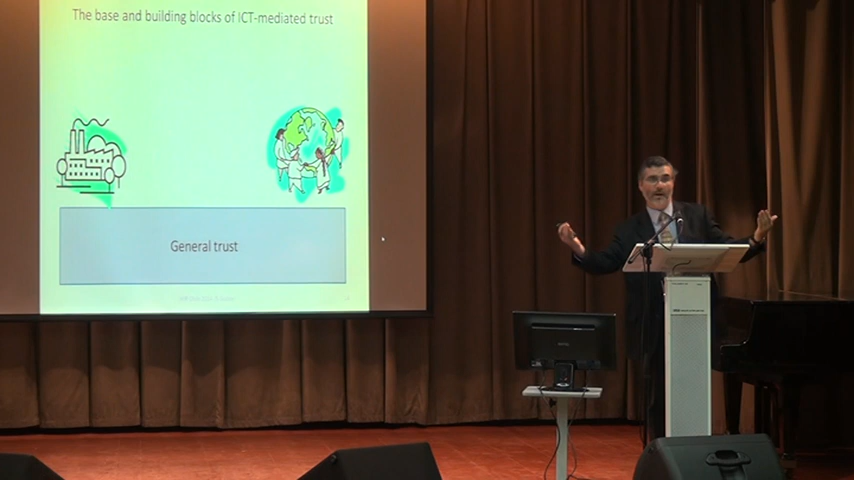 The base and building blocks of ICT-mediated trust
General trust